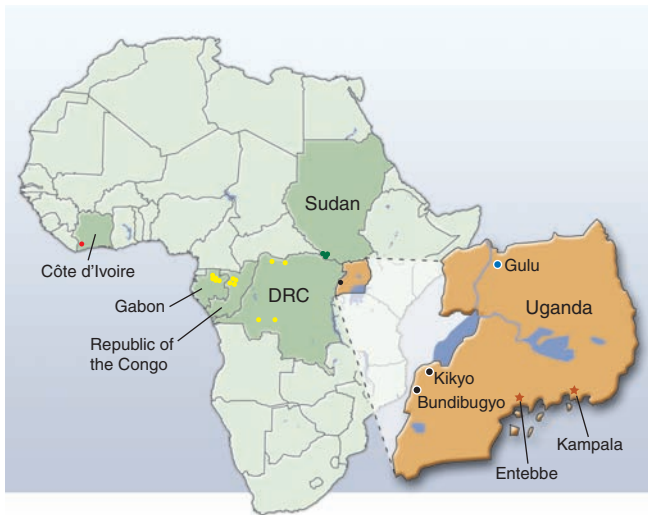 Sudan
Côte d'Ivoire
Gabon
DRC
Republic of
the Congo
Gulu
Uganda
Kikyo
Bundibugyo
Kampala
Entebbe